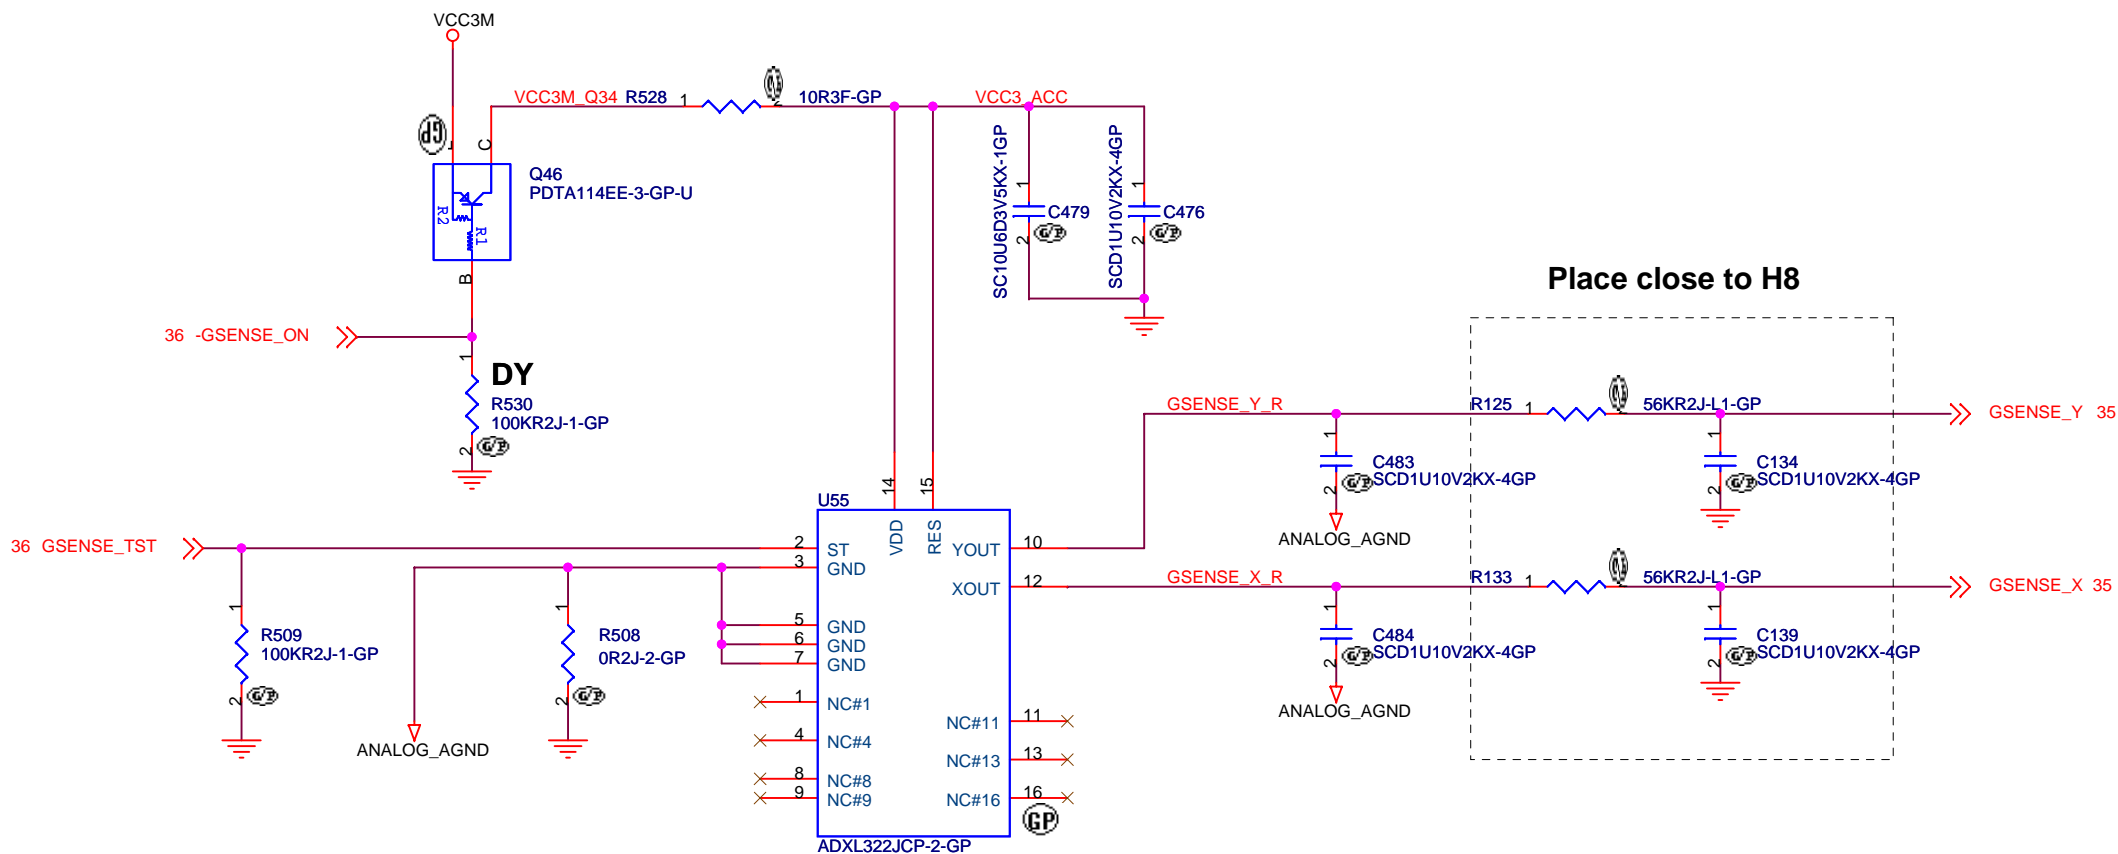 VCC3M
VCC3M_Q34
R528
1
2
10R3F-GP
VCC3_ACC
GP
C
Q46
PDTA114EE-3-GP-U
R2
R1
B
SC10U6D3V5KX-1GP
1
C479
2
G/P
SCD1U10V2KX-4GP
1
C476
2
G/P
Place close to H8
36 -GSENSE_ON
1
DY
R530
100KR2J-1-GP
2
G/P
GSENSE_Y_R
R125
1
56KR2J-L1-GP
GSENSE_Y 35
1
C483
SCD1U10V2KX-4GP
2
G/P
ANALOG_AGND
1
C134
SCD1U10V2KX-4GP
2
G/P
U55
14
15
VDD
RES
36 GSENSE_TST
2
ST
3
GND
5
GND
6
GND
7
GND
1
NC#1
4
NC#4
8
NC#8
9
NC#9
YOUT
10
XOUT
12
NC#11
11
NC#13
13
NC#16
16
GP
ADXL322JCP-2-GP
GSENSE_X_R
R133
1
56KR2J-L1-GP
GSENSE_X 35
1
C484
SCD1U10V2KX-4GP
2
G/P
ANALOG_AGND
1
C139
SCD1U10V2KX-4GP
2
G/P
1
R509
100KR2J-1-GP
2
G/P
ANALOG_AGND
1
R508
0R2J-2-GP
2
G/P